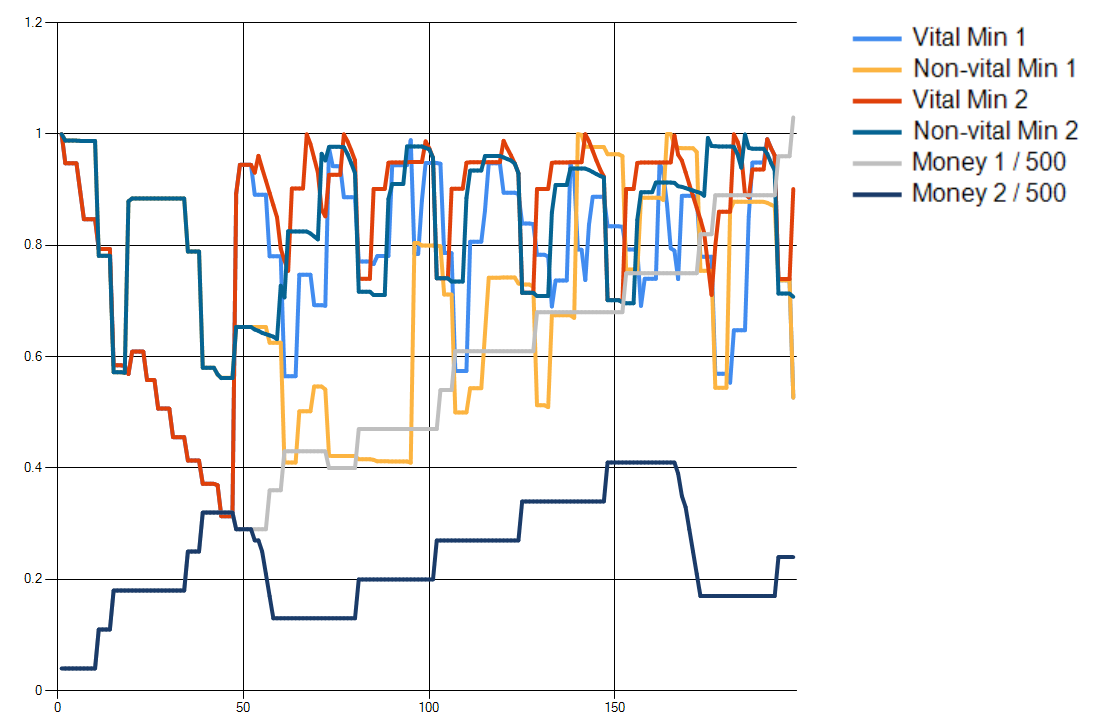 1.2
1
0.8
0.6
0.4
0.2
0
0
50
100
150
Vital Min 1
Non-vital Min 1
Vital Min 2
Non-vital Min 2
Money 1 / 500
Money 2 / 500